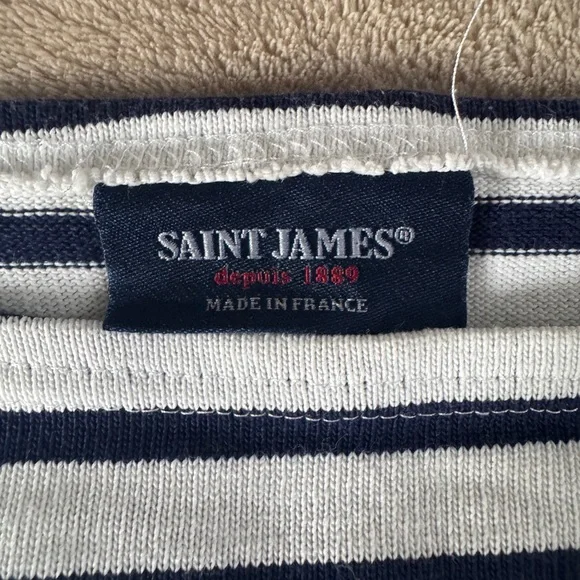 SAINT JAMES®
depuis 1889
MADE IN FRANCE